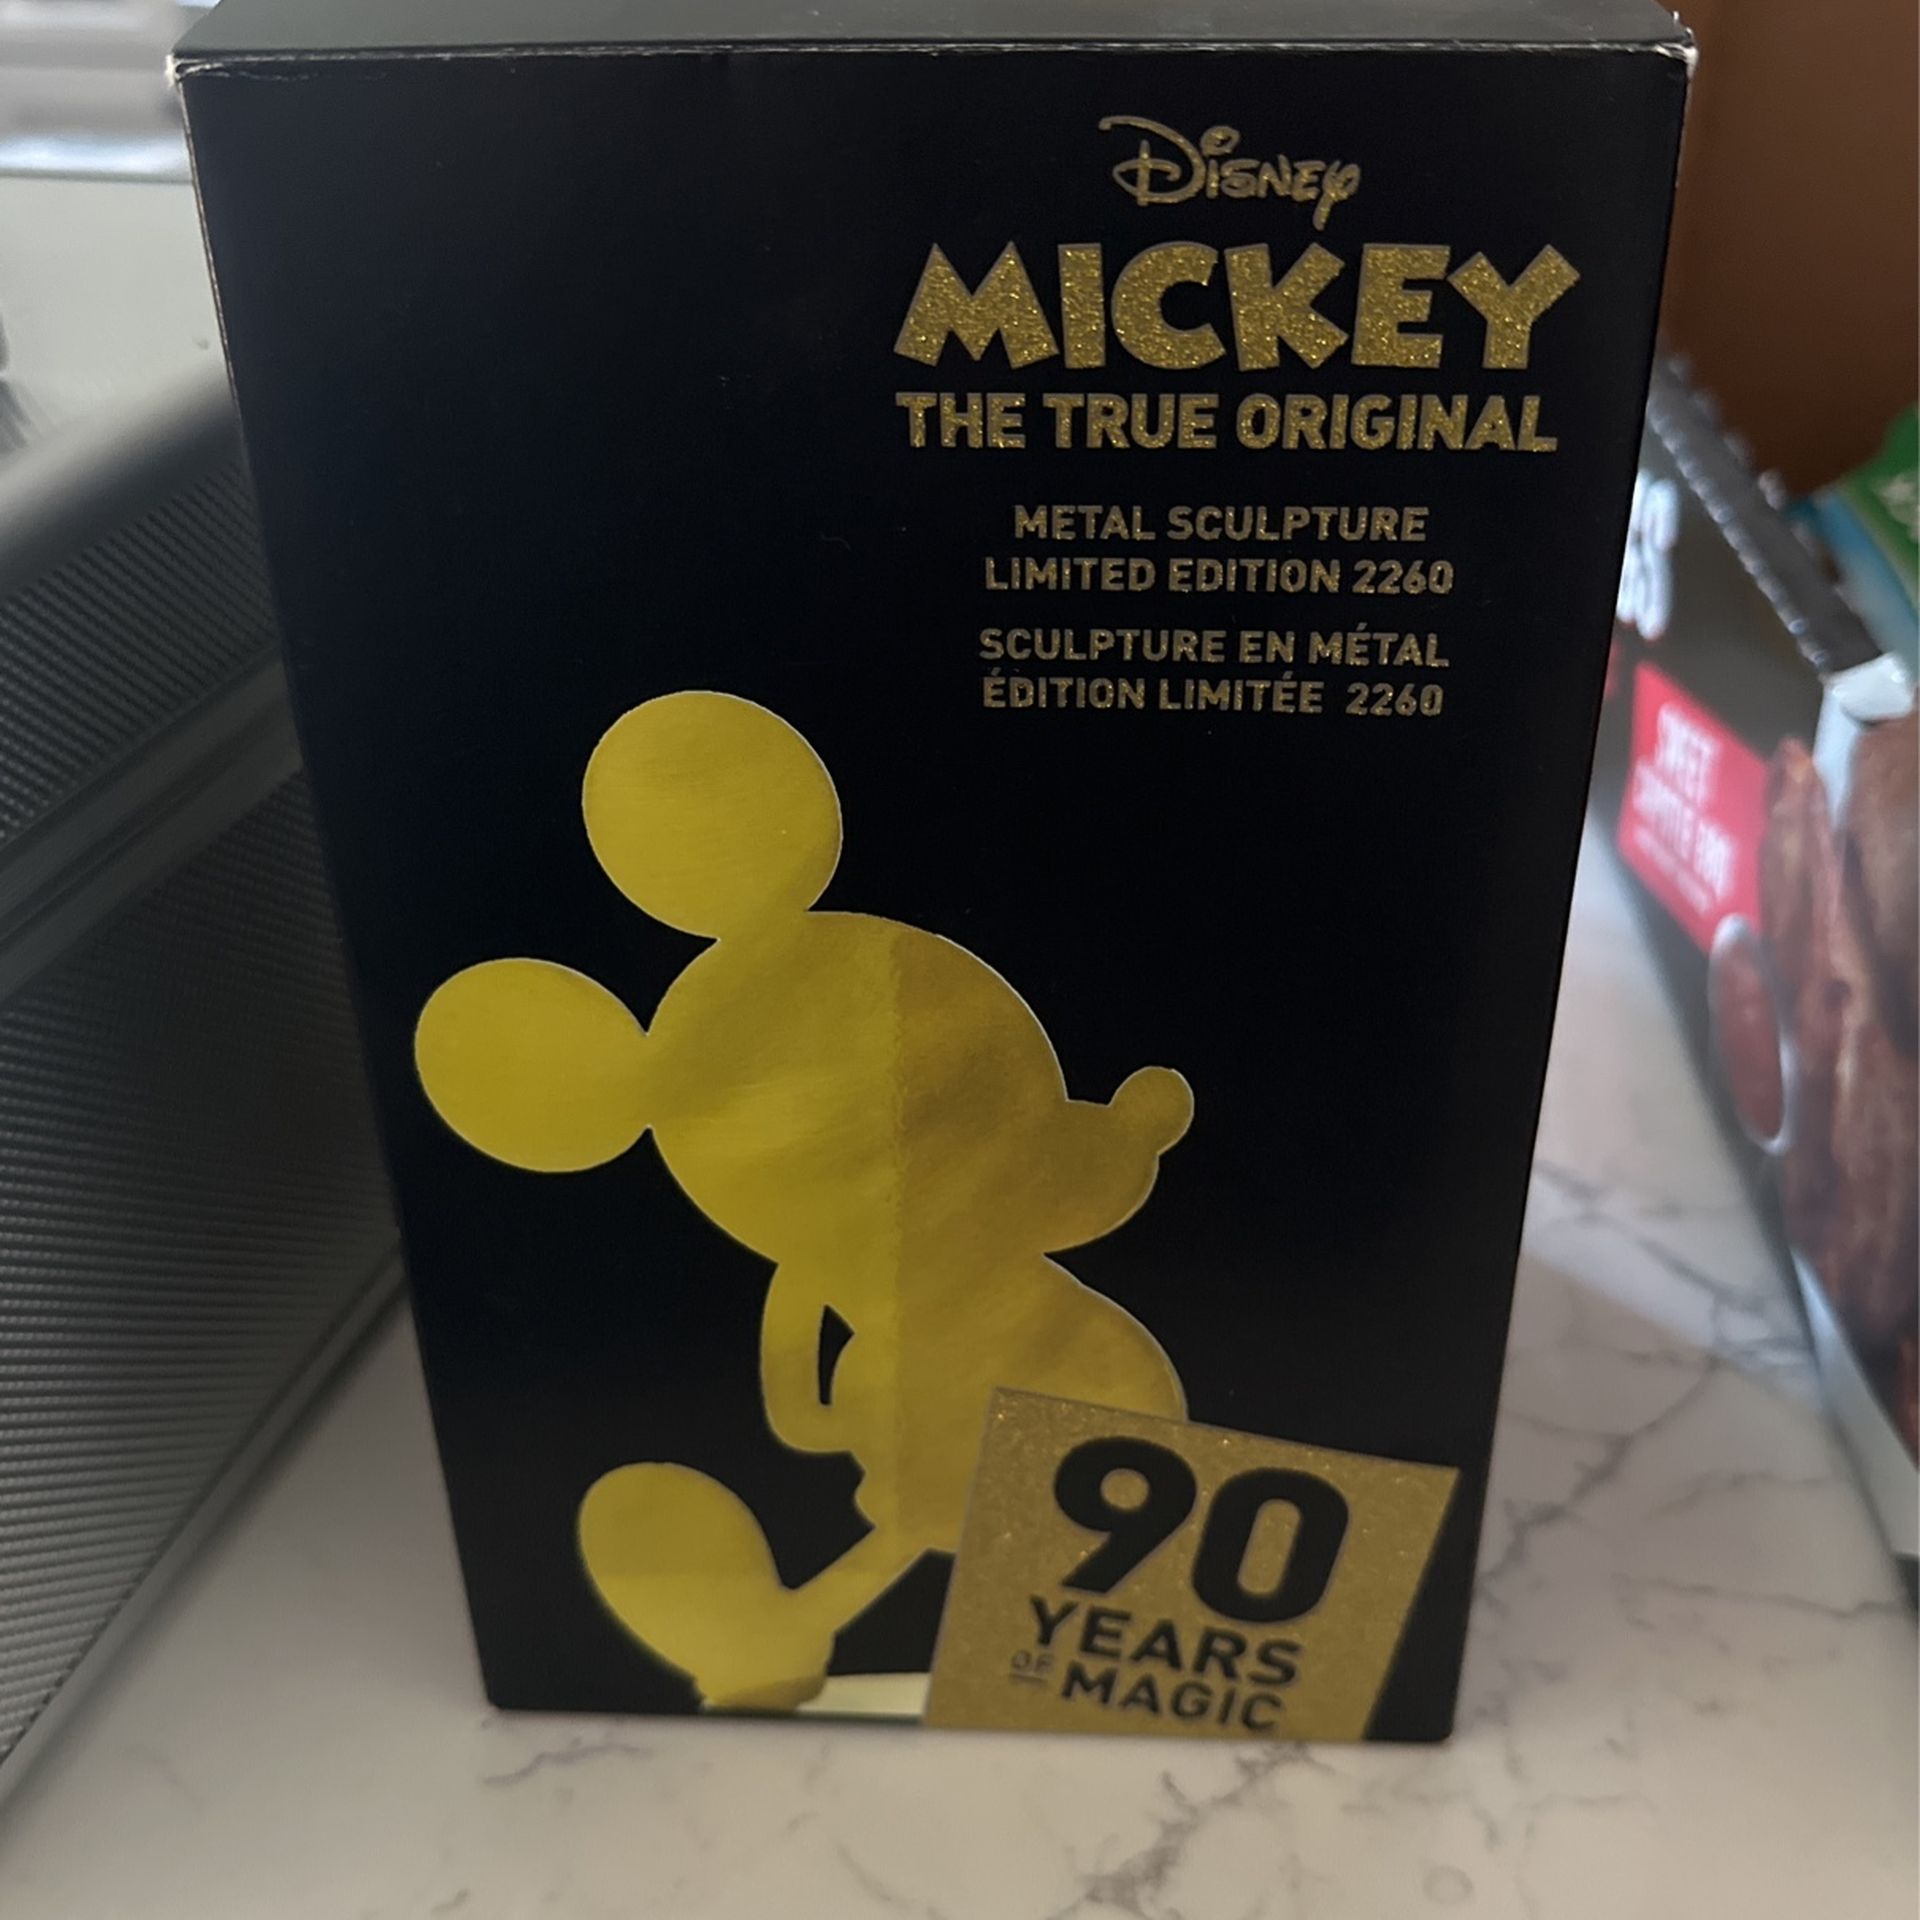 Disney
MICKEY
THE TRUE ORIGINAL
METAL SCULPTURE
LIMITED EDITION 2260
SCULPTURE EN MÉTAL
ÉDITION LIMITÉE 2260
90
YEARS
OF MAGIC
SWEET